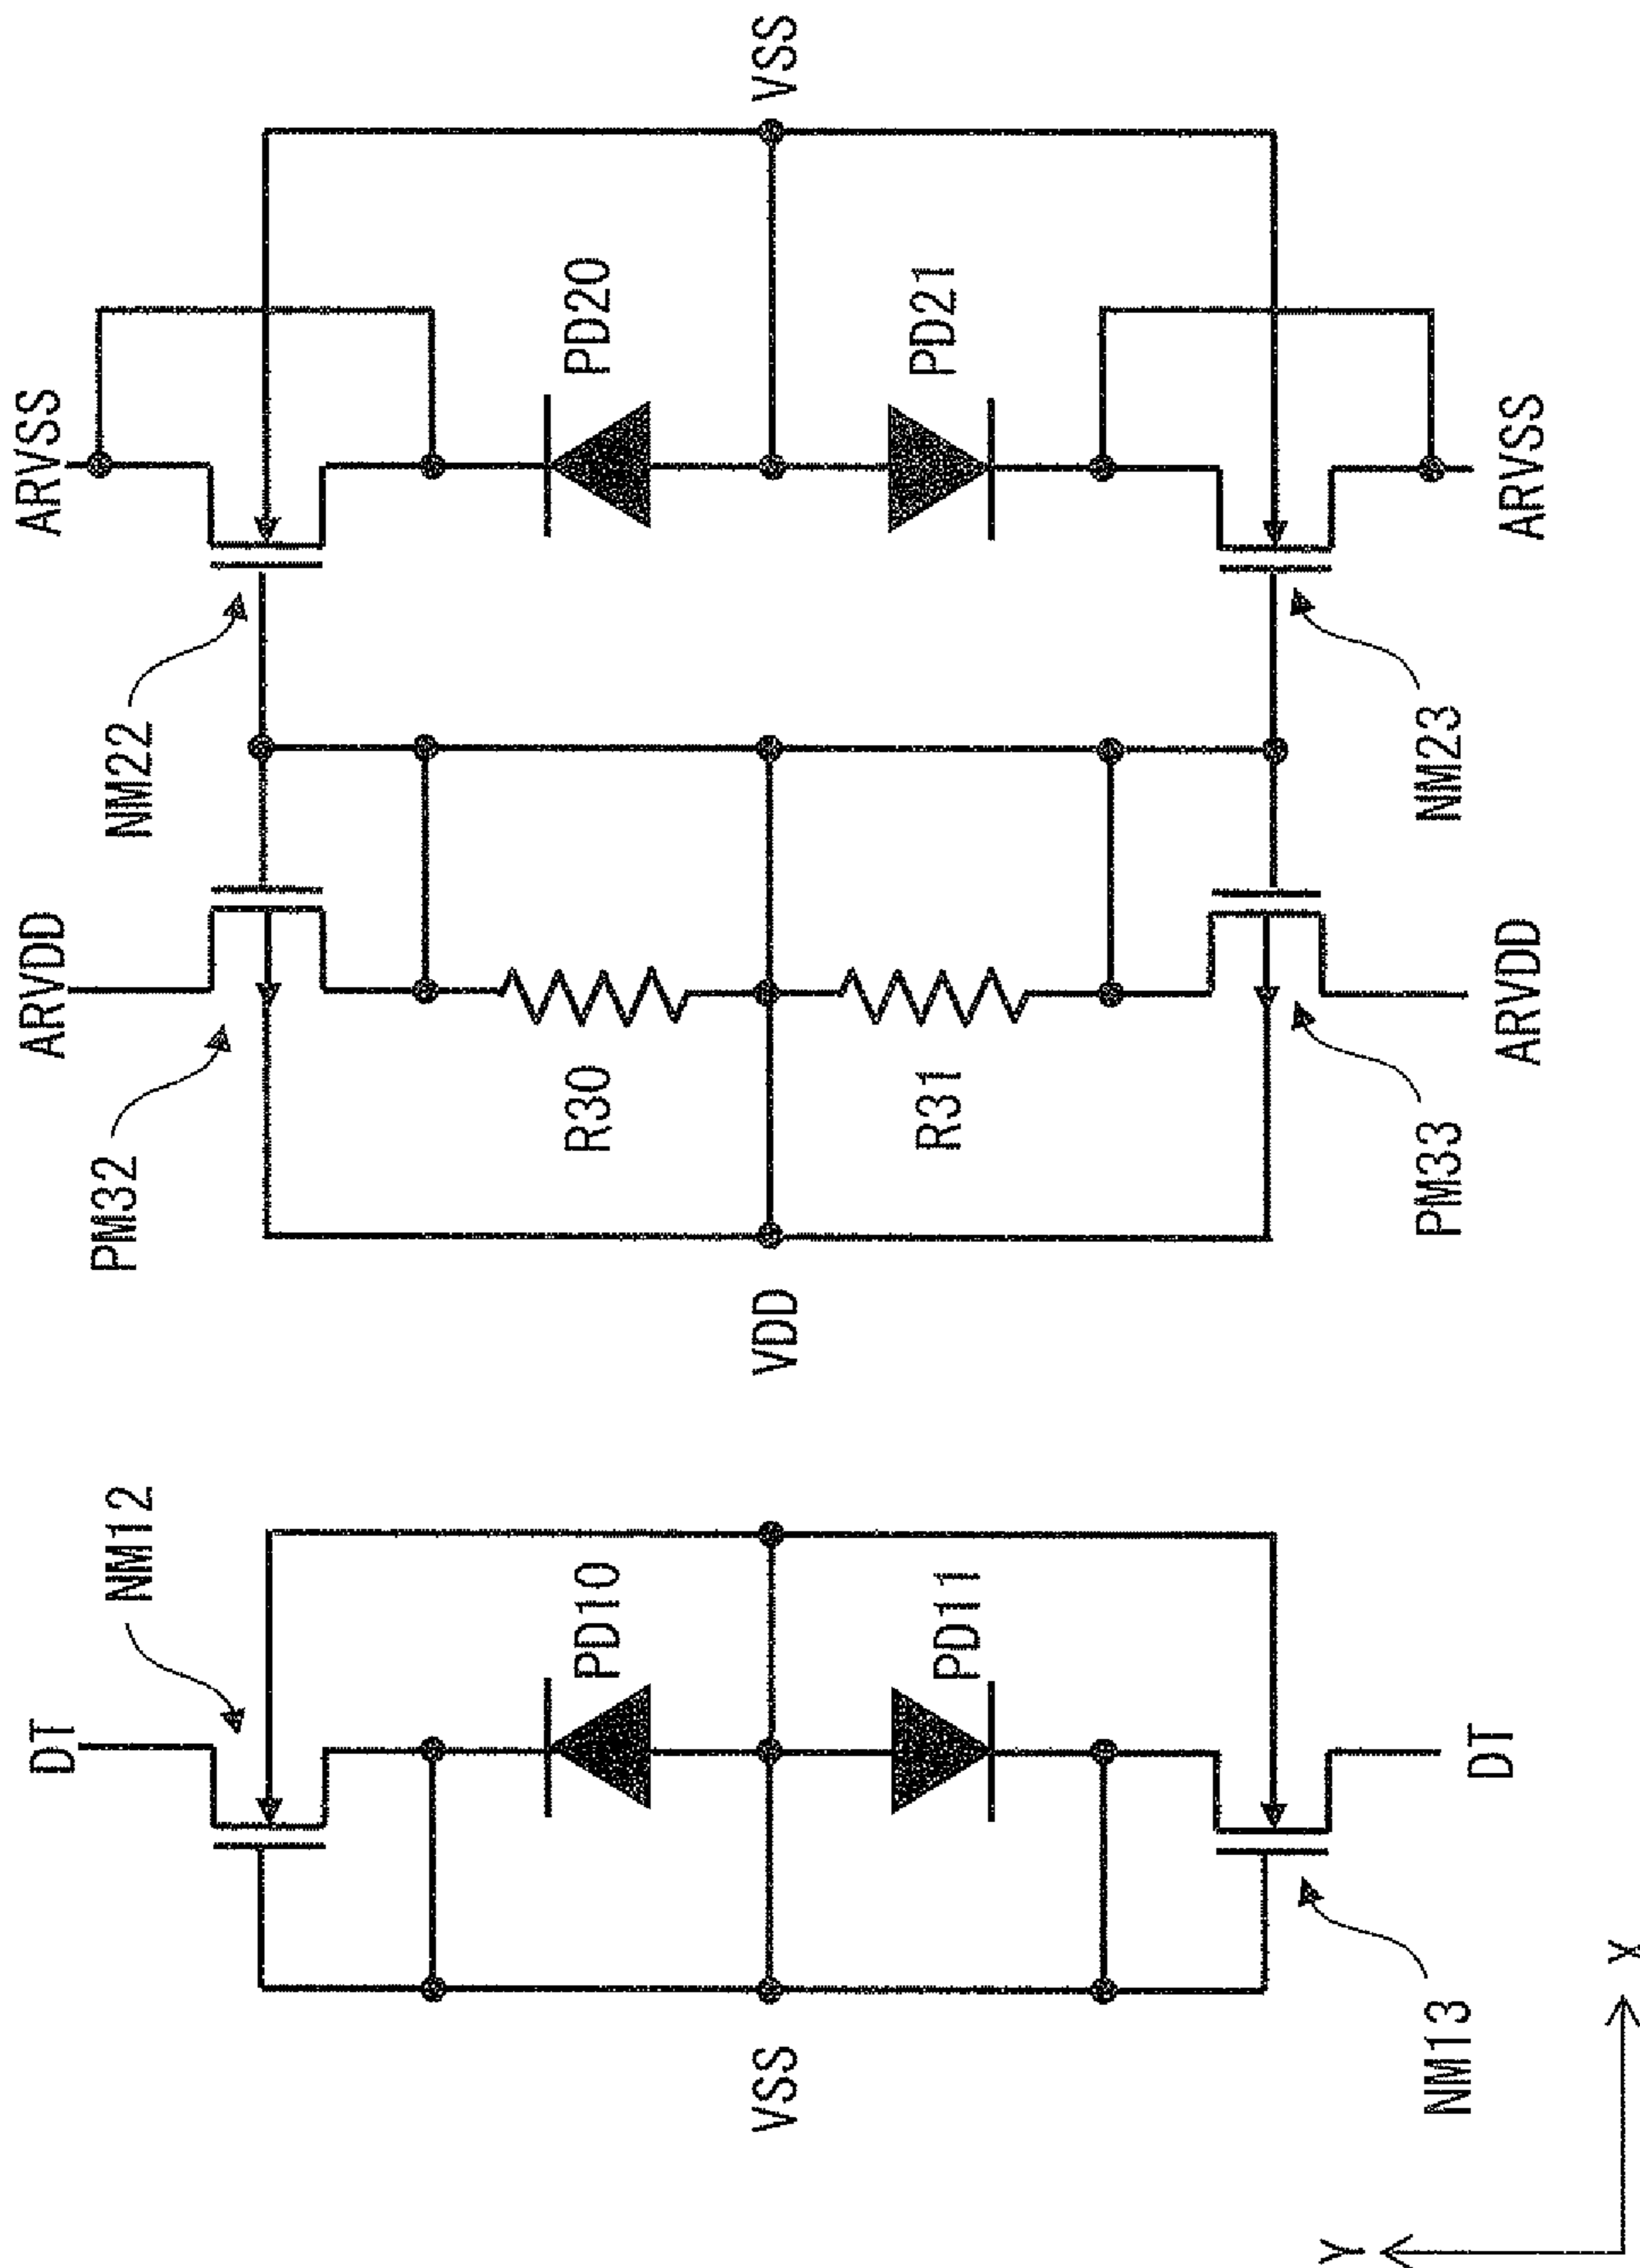 DT
ARVDD
ARVSS
NM12
PM32
NM22
PD10
R30
PD20
VSS
VDD
VSS
PD11
R31
PD21
NM13
PM33
NM23
DT
ARVDD
ARVSS
Y
X